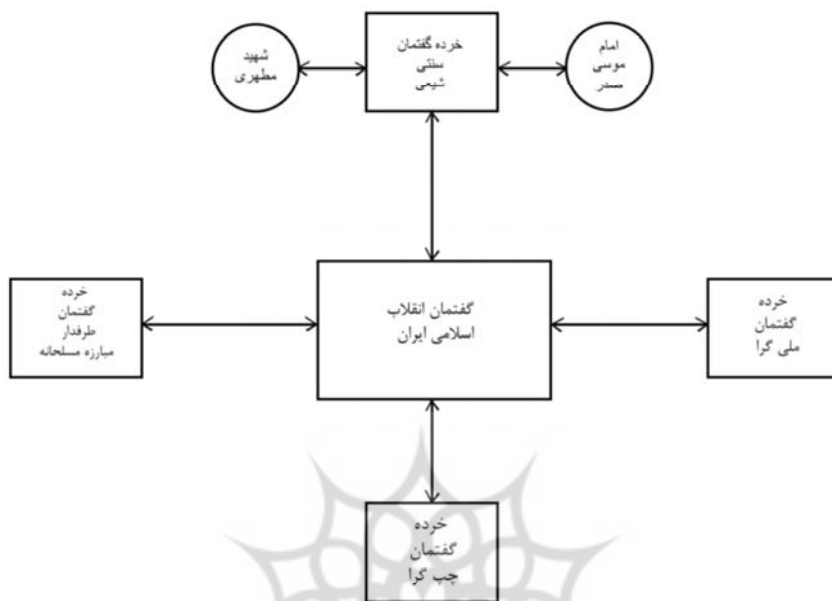 امام
موسی
صدر
خرده گفتمان
سنتی
شیعی
شهید
مطهری
خرده
گفتمان
ملی گرا
گفتمان انقلاب
اسلامی ایران
خرده
گفتمان
طرفدار
مبارزه مسلحانه
خرده
گفتمان
چپ گرا